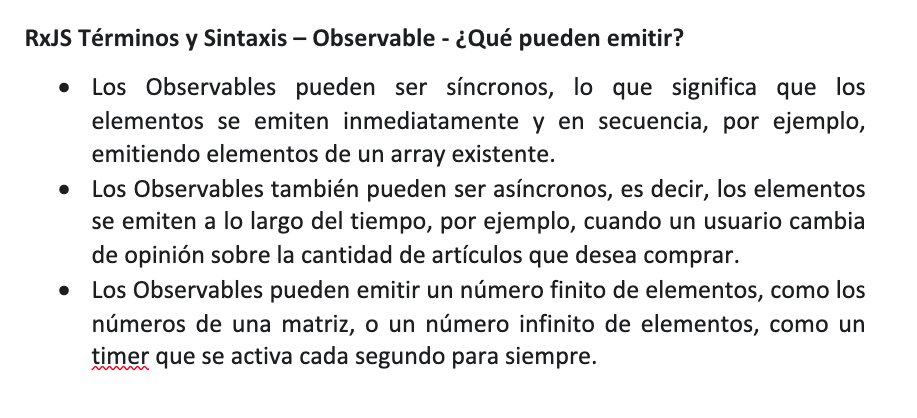 RxJS Términos y Sintaxis – Observable - ¿Qué pueden emitir?
• Los Observables pueden ser síncronos, lo que significa que los
elementos se emiten inmediatamente y en secuencia, por ejemplo,
emitiendo elementos de un array existente.
• Los Observables también pueden ser asíncronos, es decir, los elementos
se emiten a lo largo del tiempo, por ejemplo, cuando un usuario cambia
de opinión sobre la cantidad de artículos que desea comprar.
• Los Observables pueden emitir un número finito de elementos, como los
números de una matriz, o un número infinito de elementos, como un
timer que se activa cada segundo para siempre.